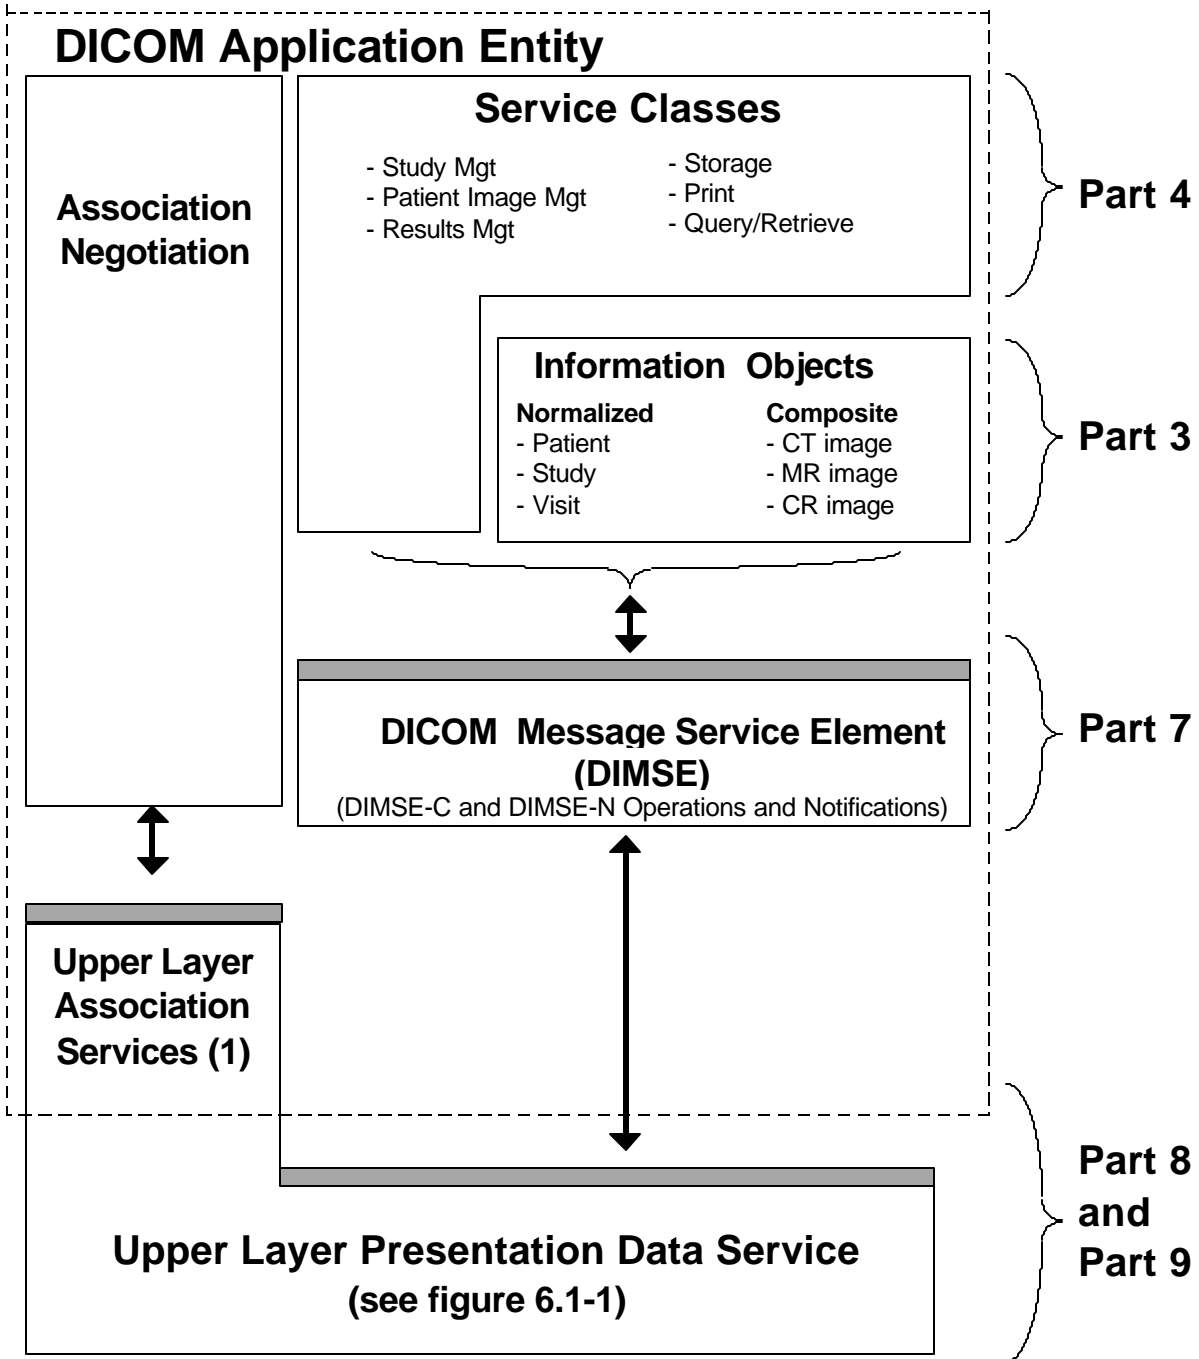 DICOM Application Entity
Association
Negotiation
Service Classes
- Study Mgt
- Patient Image Mgt
- Results Mgt
- Storage
- Print
- Query/Retrieve
Part 4
Information Objects
Normalized
- Patient
- Study
- Visit
Composite
- CT image
- MR image
- CR image
Part 3
DICOM Message Service Element
(DIMSE)
(DIMSE-C and DIMSE-N Operations and Notifications)
Part 7
Upper Layer
Association
Services (1)
Upper Layer Presentation Data Service
(see figure 6.1-1)
Part 8
and
Part 9